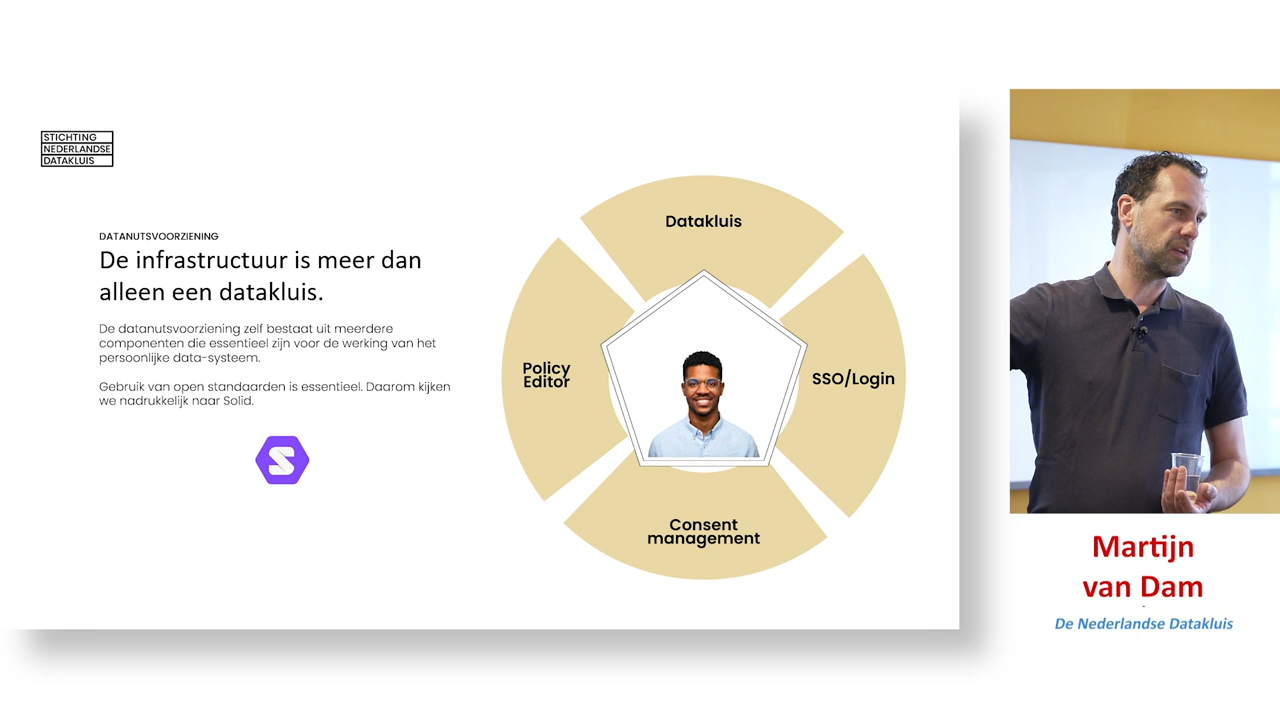 STICHTING
NEDERLANDSE
DATAKLUIS
DATANUTSVOORZIENING
De infrastructuur is meer dan
alleen een datakluis.
De datanutsvoorziening zelf bestaat uit meerdere
componenten die essentieel zijn voor de werking van het
persoonlijke data-systeem.
Gebruik van open standaarden is essentieel. Daarom kijken
we nadrukkelijk naar Solid.
Datakluis
Policy
Editor
SSO/Login
Consent
management
Martijn
van Dam
De Nederlandse Datakluis